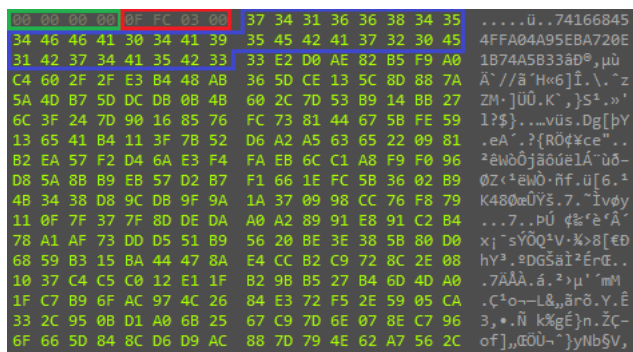 00 00 00 00 0F FC 03 00 37 34 31 36 36 38 34 35 .....ü..74166845
34 46 46 41 30 34 41 39 35 45 42 41 37 32 30 45 4FFA04A95EBA720E
31 42 37 34 41 35 42 33 33 E2 D0 AE 82 B5 F9 A0 1B74A5B33âЮ‚µù
C4 60 2F 2F E3 B4 48 AB 36 5D CE 13 5C 8D 88 7A Ä`//ã´H«6]Î.\.ˆz
5A 4D B7 5D DC DB 0B 4B 60 2C 7D 53 B9 14 BB 27 ZM·]ÜÛ.K`,}S¹.»'
6C 3F 24 7D 90 16 85 76 FC 73 81 44 67 5B FE 59 l?$}..…vüs.Dg[þY
13 65 41 B4 11 3F 7B 52 D6 A2 A5 63 65 22 09 81 .eA´.?{RÖ¢¥ce"..
B2 EA 57 F2 D4 6A E3 F4 FA EB 6C C1 A8 F9 F0 96 ²êWòÔjãôúëlÁ¨ùð–
D8 5A 8B B9 EB 57 D2 B7 F1 66 1E FC 5B 36 02 B9 ØZ‹¹ëWÒ·ñf.ü[6.¹
4B 34 38 D8 9C DB 9F 9A 1A 37 09 98 CC 76 F8 79 K48ØœÛŸš.7.˜Ìvøy
11 0F 7F 37 7F 8D DE DA A0 A2 89 91 E8 91 C2 B4 ...7..ÞÚ ¢‰‘è‘´
78 A1 AF 73 DD D5 51 B9 56 20 BE 3E 38 5B 80 D0 x¡¯sÝÕQ¹V ¾>8[€Ð
68 59 B3 15 BA 44 47 8A E4 CC B2 C9 72 8C 2E 08 hY³.ºDGŠäÌ²ÉrŒ..
10 37 C4 C5 C0 12 E1 1F B2 9B B5 27 B4 6D 4D A0 .7ÄÅÀ.á.²›µ'´mM
1F C7 B9 6F AC 97 4C 26 84 E3 72 F5 2E 59 05 CA .ǹo¬—L&„ãrõ.Y.Ê
33 2C 95 0B D1 A0 6B 25 67 C9 7D 6E 07 8E C7 96 3,•.Ñ k%gÉ}n.ŽÇ–
6F 66 5D 84 8C D6 D9 AC 88 7D 79 4E 62 A7 56 2C of]„ŒÖÙ¬ˆ}yNb§V,